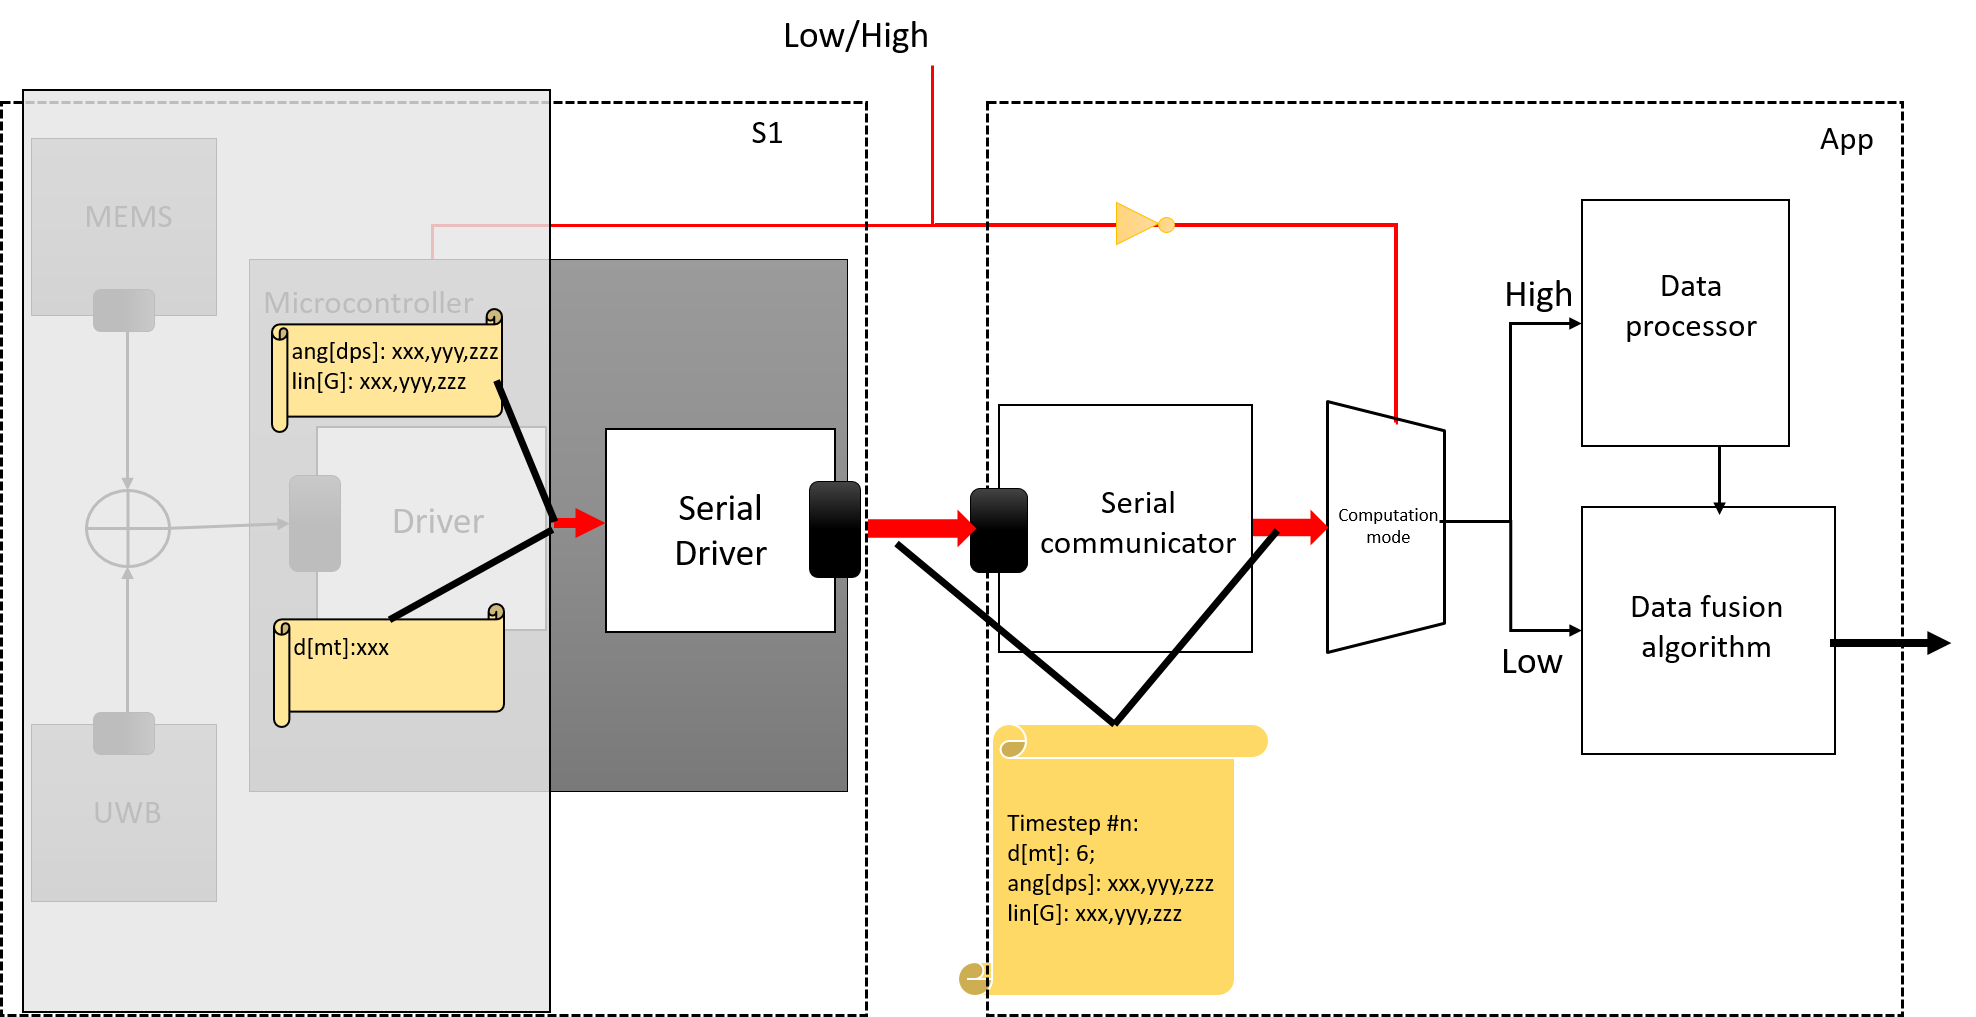 Low/High
S1
App
MEMS
Microcontroller
ang[dps]: xxx,yyy,zzz
lin[G]: xxx,yyy,zzz
Driver
d[mt]:xxx
UWB
Serial
Driver
Serial
communicator
Computation
mode
High
Low
Data
processor
Data fusion
algorithm
Timestep #n:
d[mt]: 6;
ang[dps]: xxx,yyy,zzz
lin[G]: xxx,yyy,zzz